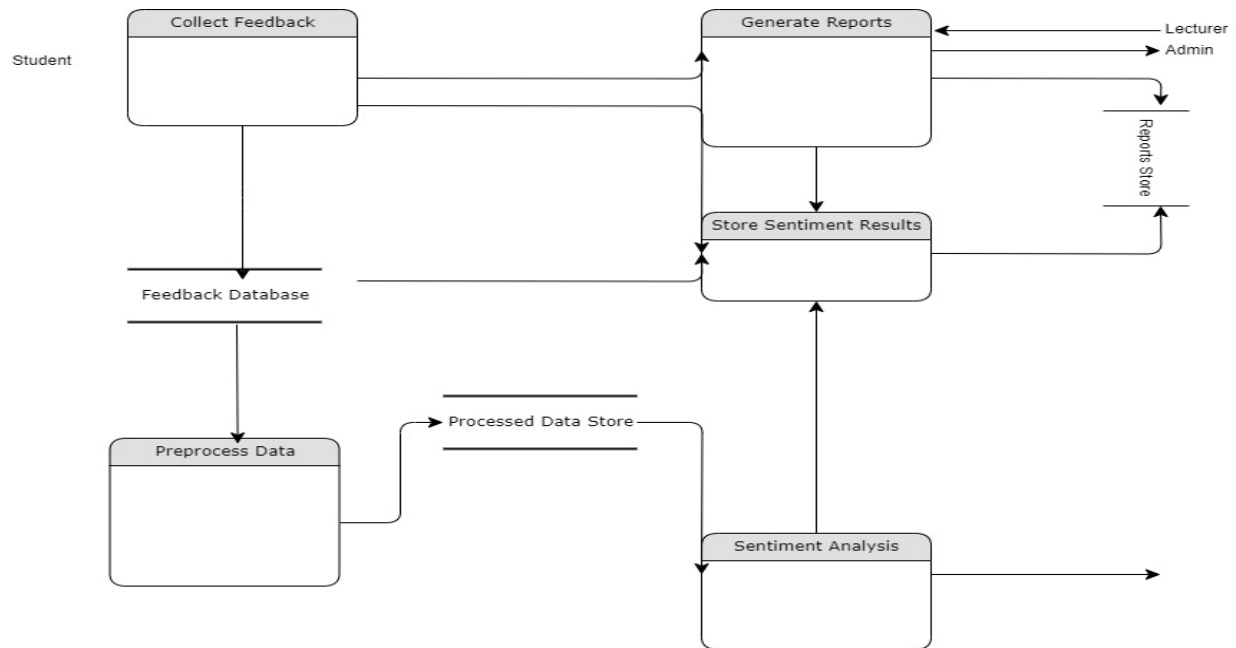 Collect Feedback
Generate Reports
Lecturer
Admin
Student
Reports Store
Store Sentiment Results
Feedback Database
Processed Data Store
Preprocess Data
Sentiment Analysis